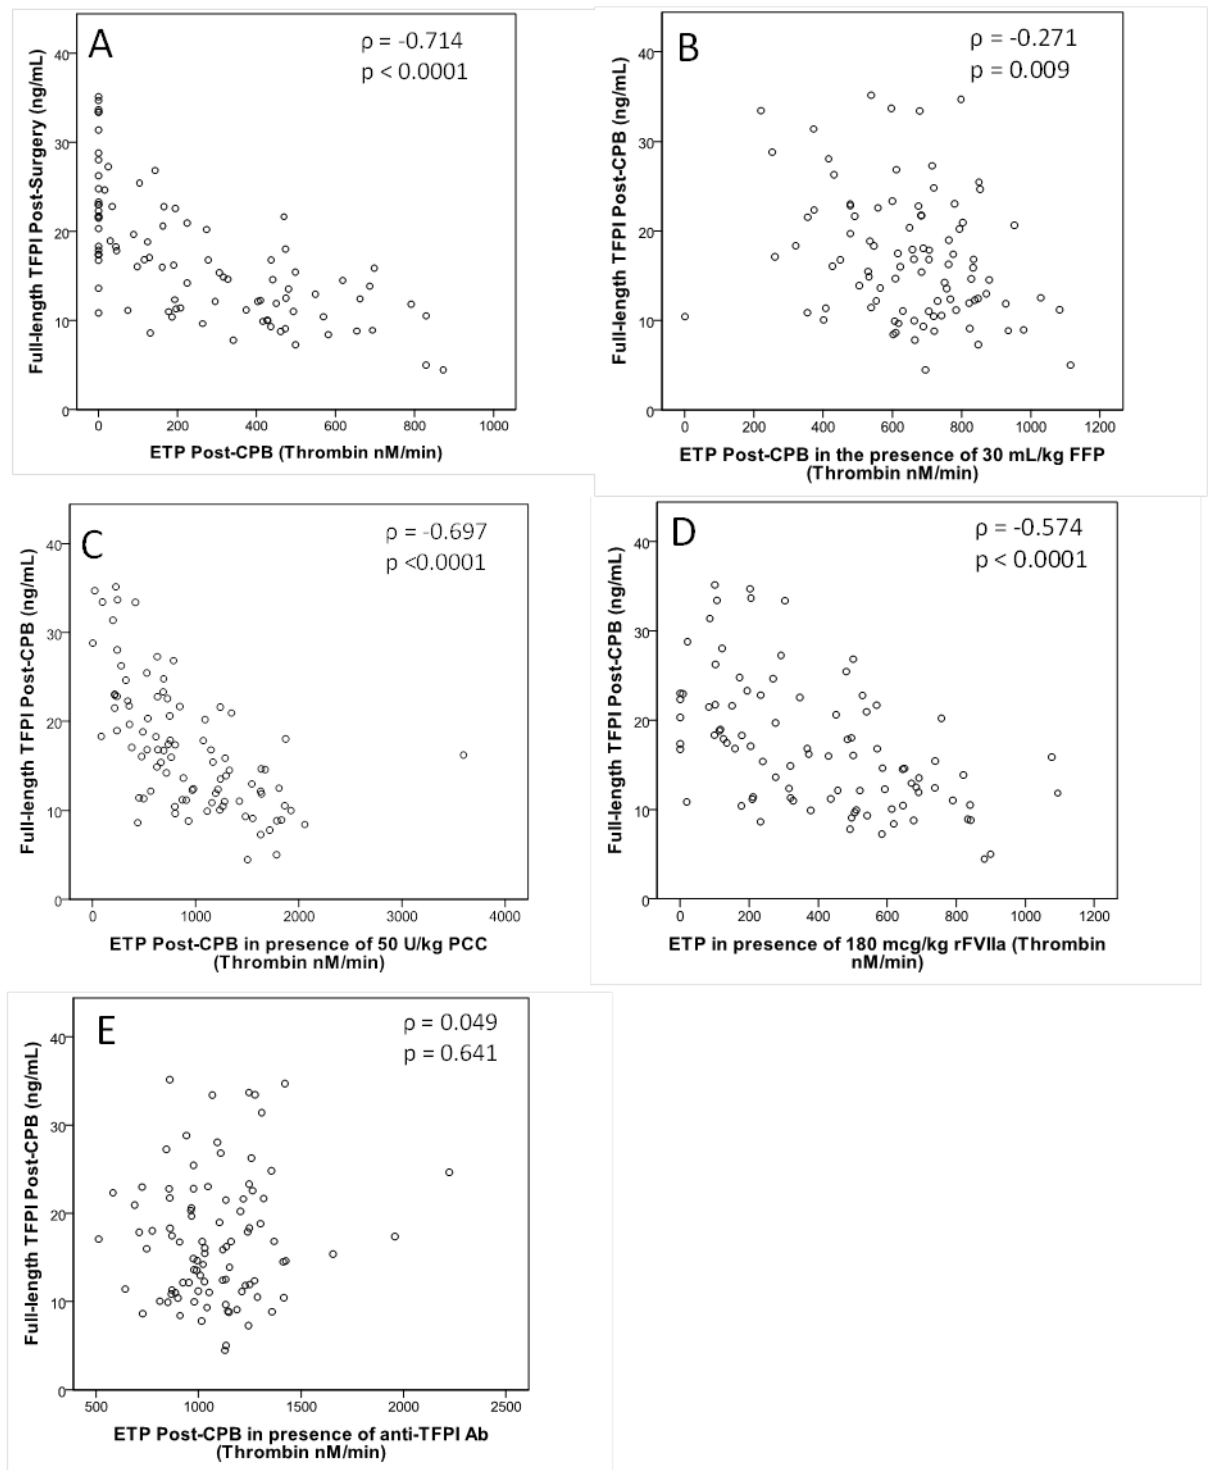 A
ρ = -0.714
p < 0.0001
Full-length TFPI Post-Surgery (ng/mL)
40
30
20
10
0
0 200 400 600 800 1000
ETP Post-CPB (Thrombin nM/min)
B
ρ = -0.271
p = 0.009
Full-length TFPI Post-CPB (ng/mL)
40
30
20
10
0
0 200 400 600 800 1000 1200
ETP Post-CPB in the presence of 30 mL/kg FFP
(Thrombin nM/min)
C
ρ = -0.697
p <0.0001
Full-length TFPI Post-CPB (ng/mL)
40
30
20
10
0
0 1000 2000 3000 4000
ETP Post-CPB in presence of 50 U/kg PCC
(Thrombin nM/min)
D
ρ = -0.574
p < 0.0001
Full-length TFPI Post-CPB (ng/mL)
40
30
20
10
0
0 200 400 600 800 1000 1200
ETP in presence of 180 mcg/kg rFVIIa (Thrombin
nM/min)
E
ρ = 0.049
p = 0.641
Full-length TFPI Post-CPB (ng/mL)
40
30
20
10
0
500 1000 1500 2000 2500
ETP Post-CPB in presence of anti-TFPI Ab
(Thrombin nM/min)